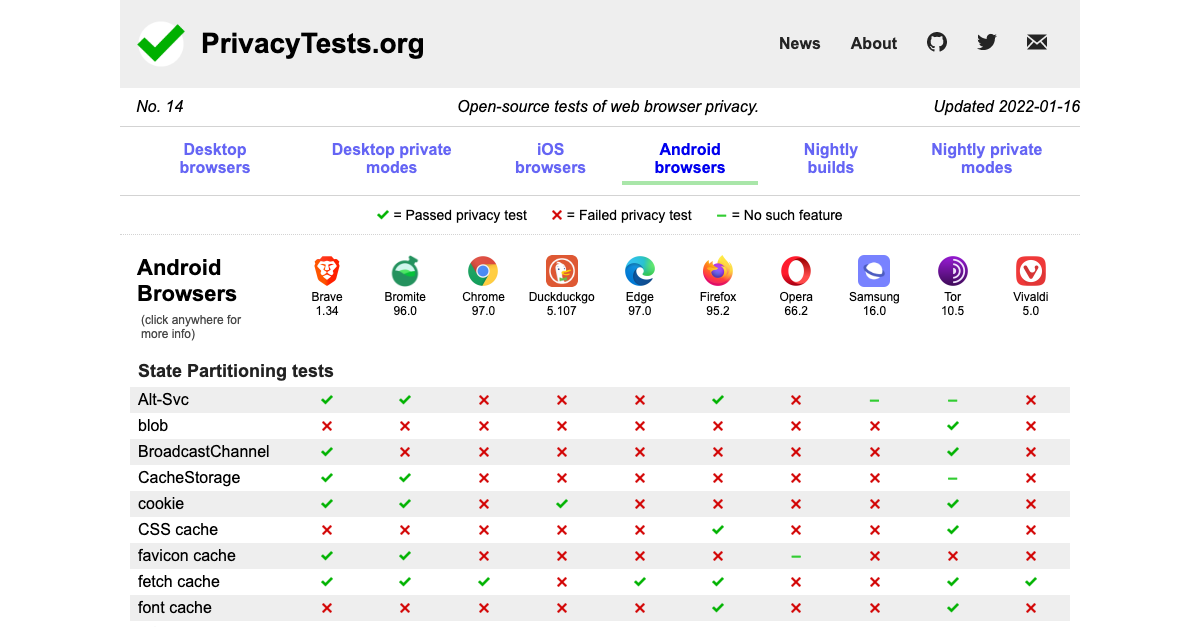 PrivacyTests.org
News About
No. 14 Open-source tests of web browser privacy. Updated 2022-01-16
Desktop browsers Desktop private modes iOS browsers Android browsers Nightly builds Nightly private modes
✓ = Passed privacy test ✕ = Failed privacy test – = No such feature
Android
Browsers
(click anywhere for
more info)
Brave Bromite Chrome Duckduckgo Edge Firefox Opera Samsung Tor Vivaldi
1.34 96.0 97.0 5.107 97.0 95.2 66.2 16.0 10.5 5.0
State Partitioning tests
Alt-Svc ✓ ✓ ✕ ✕ ✕ ✓ ✕ – – ✕
blob ✕ ✕ ✕ ✕ ✕ ✕ ✕ ✕ ✓ ✕
BroadcastChannel ✓ ✕ ✕ ✕ ✕ ✕ ✕ ✕ ✓ ✕
CacheStorage ✓ ✓ ✕ ✕ ✕ ✕ ✕ ✕ – ✕
cookie ✓ ✓ ✕ ✓ ✕ ✕ ✕ ✕ ✓ ✕
CSS cache ✕ ✕ ✕ ✕ ✕ ✓ ✕ ✕ ✓ ✕
favicon cache ✓ ✓ ✕ ✕ ✕ ✕ – ✕ ✕ ✕
fetch cache ✓ ✓ ✓ ✕ ✓ ✓ ✕ ✕ ✓ ✓
font cache ✕ ✕ ✕ ✕ ✕ ✓ ✕ ✕ ✓ ✕